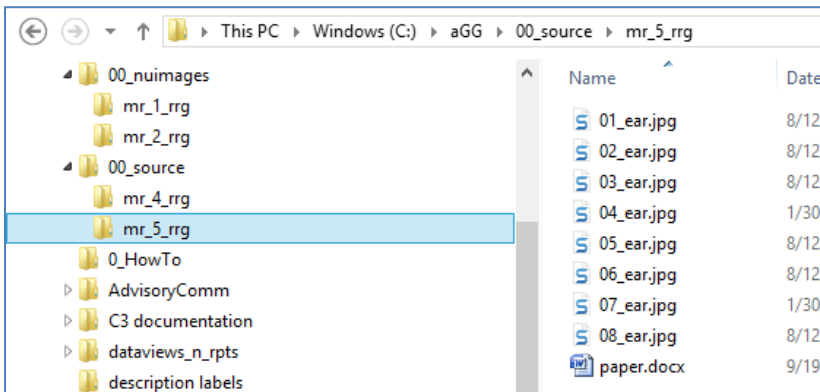 This PC Windows (C:) aGG 00_source mr_5_rrg
00_nuimages
mr_1_rrg
mr_2_rrg
00_source
mr_4_rrg
mr_5_rrg
0_HowTo
AdvisoryComm
C3 documentation
dataviews_n_rpts
description labels
Name Date
01_ear.jpg 8/12
02_ear.jpg 8/12
03_ear.jpg 8/12
04_ear.jpg 1/30
05_ear.jpg 8/12
06_ear.jpg 8/12
07_ear.jpg 1/30
08_ear.jpg 8/12
paper.docx 9/19